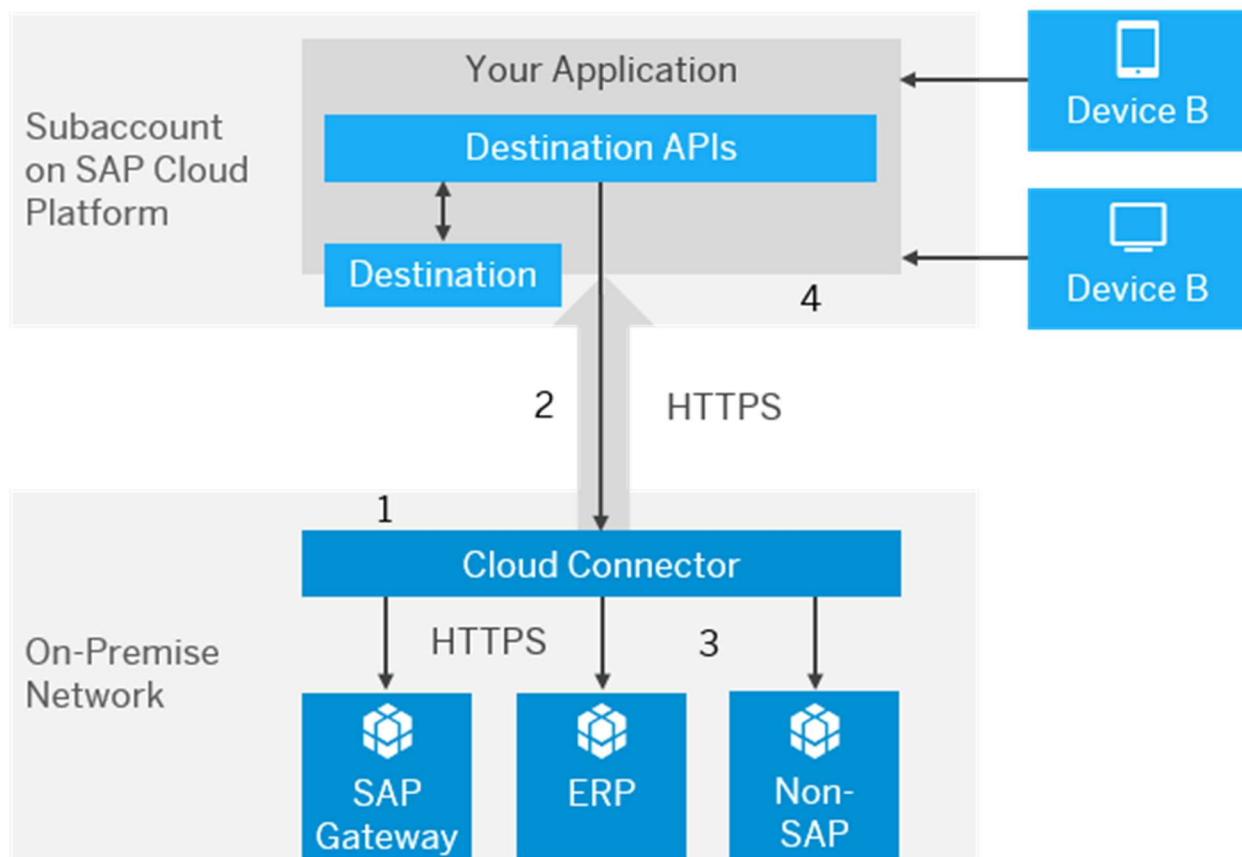 Your Application
Device B
Subaccount
on SAP Cloud
Platform
Destination APIs
Destination
Device B
4
2
HTTPS
1
Cloud Connector
On-Premise
Network
HTTPS
3
SAP
Gateway
ERP
Non-
SAP